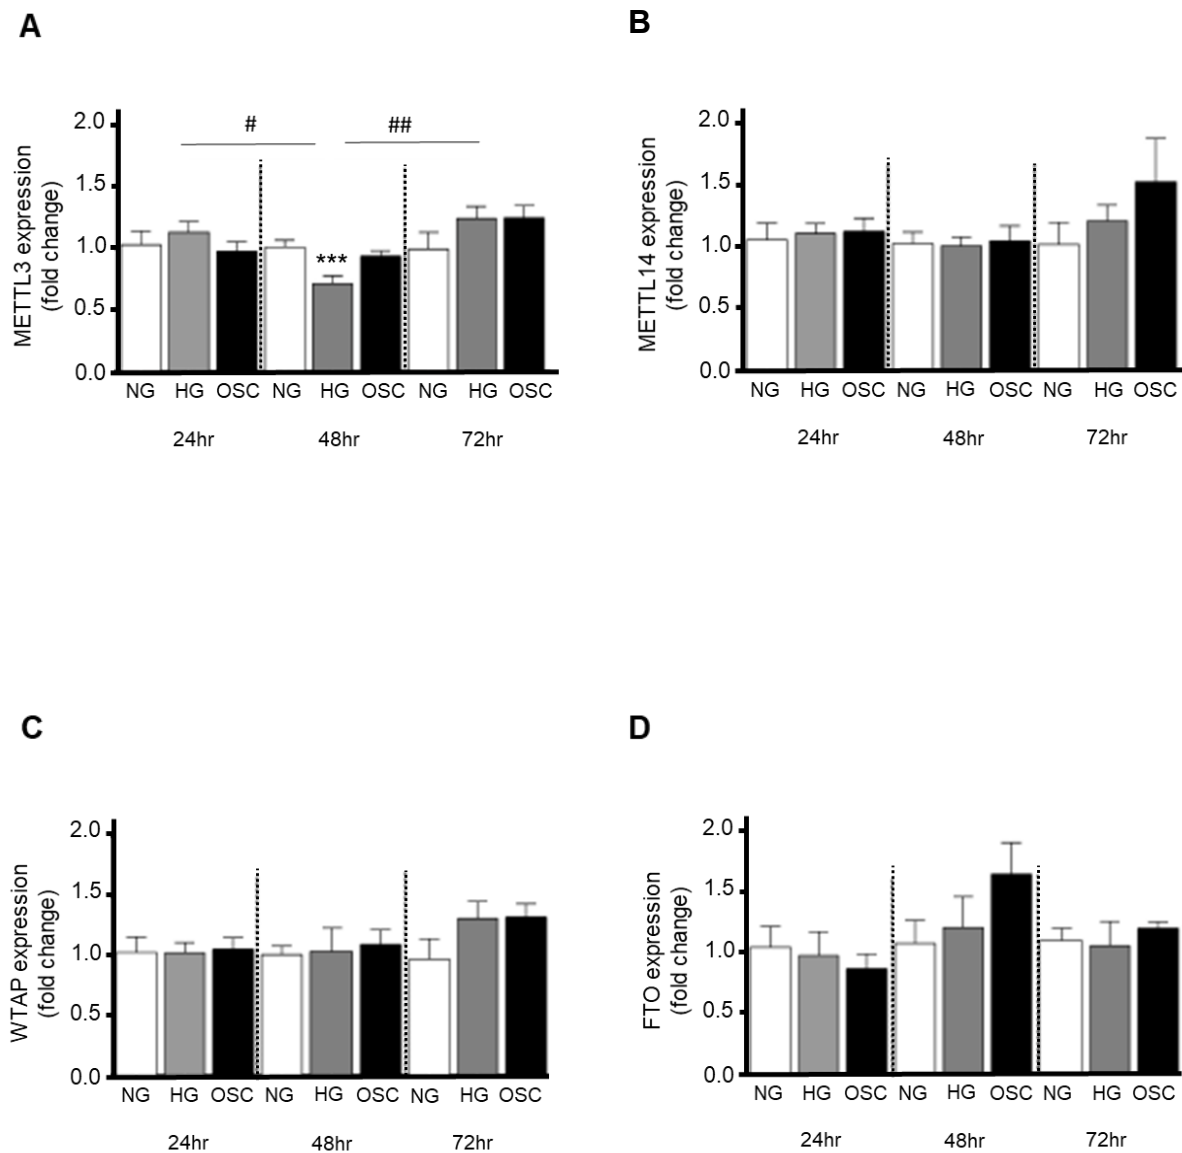 A
METTL3 expression
(fold change)
2.0
1.5
1.0
0.5
0.0
#
##
***
NG HG OSC NG HG OSC NG HG OSC
24hr 48hr 72hr
B
METTL14 expression
(fold change)
2.0
1.5
1.0
0.5
0.0
NG HG OSC NG HG OSC NG HG OSC
24hr 48hr 72hr
C
WTAP expression
(fold change)
2.0
1.5
1.0
0.5
0.0
NG HG OSC NG HG OSC NG HG OSC
24hr 48hr 72hr
D
FTO expression
(fold change)
2.0
1.5
1.0
0.5
0.0
NG HG OSC NG HG OSC NG HG OSC
24hr 48hr 72hr